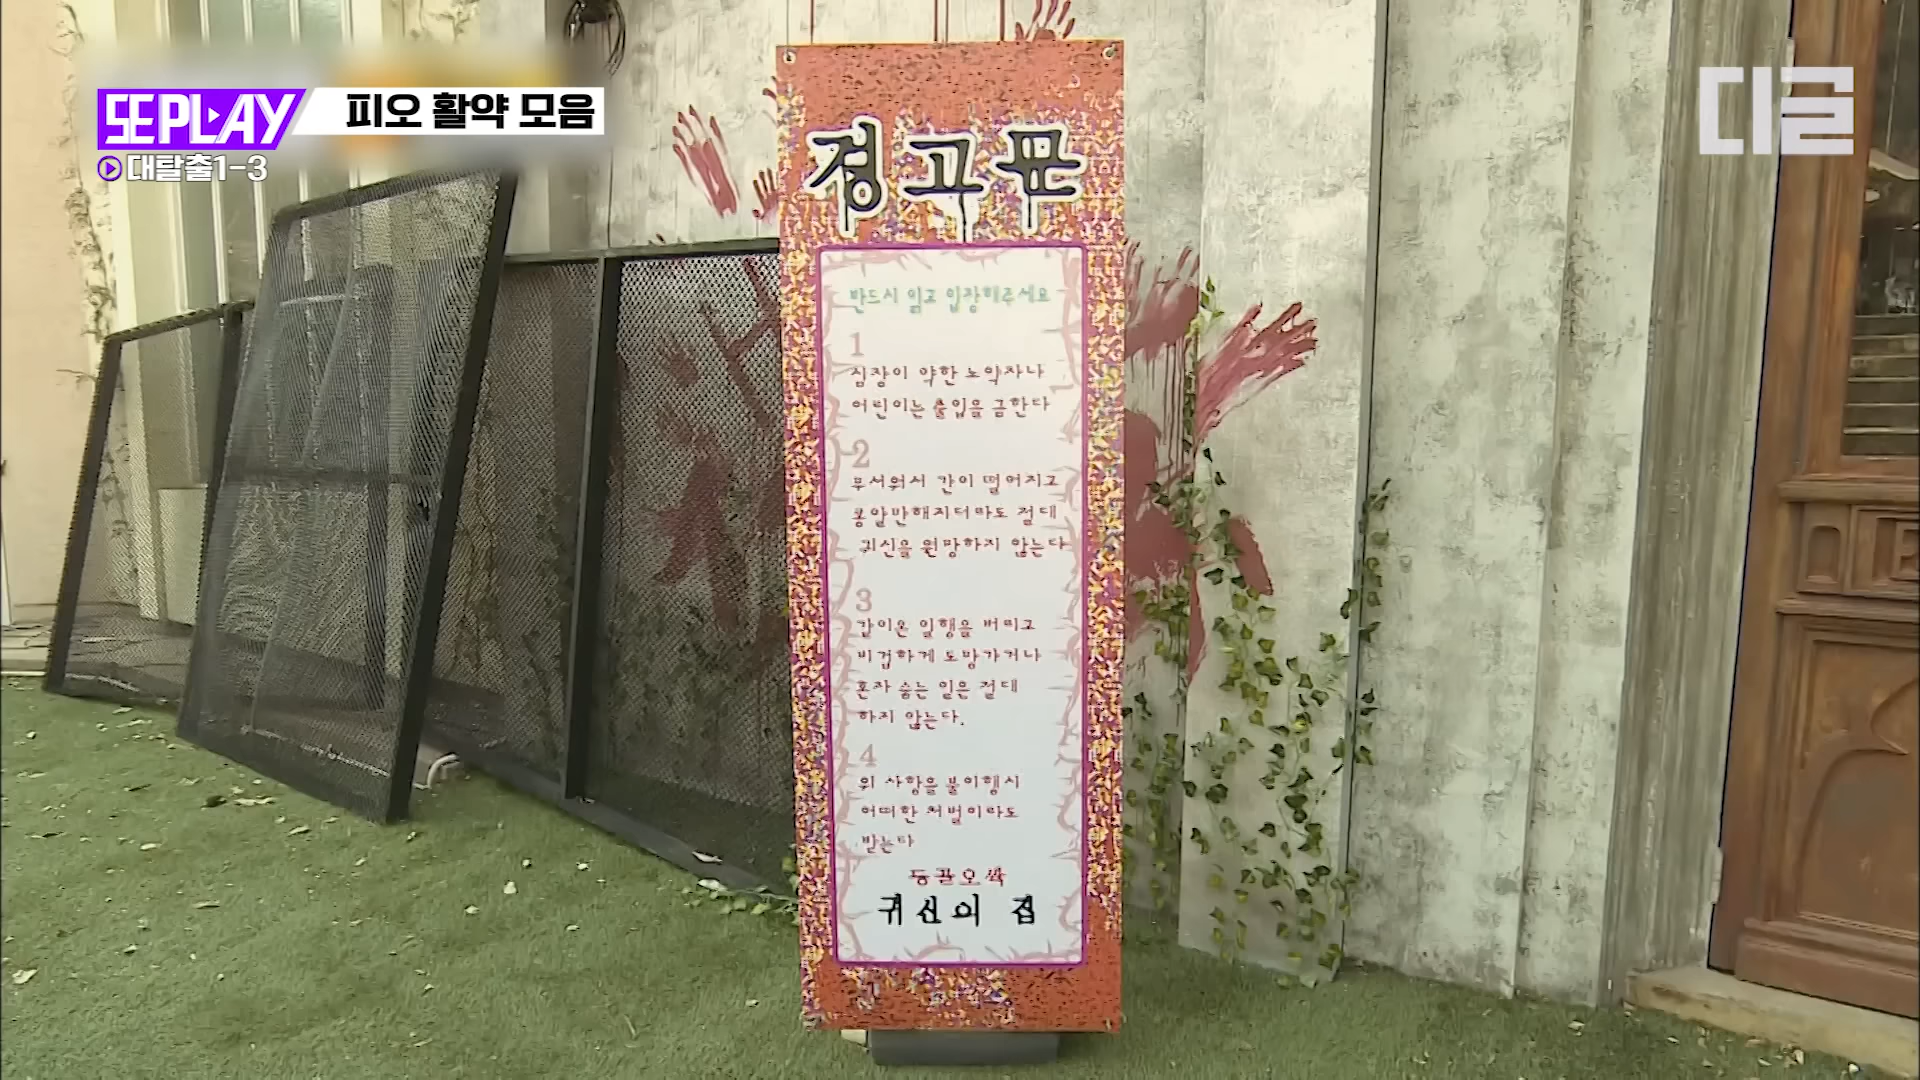 또PLAY
피오 활약 모음
대탈출1-3
디글
경고문
반드시 읽고 입장해주세요
1
심장이 약한 노약자나
어린이는 출입을 금한다
2
무서워서 간이 떨어지고
콩알만해지더라도 절대
귀신을 원망하지 않는다
3
같이온 일행을 버리고
비겁하게 도망가거나
혼자 숨는 일은 절대
하지 않는다.
4
위 사항을 불이행시
어떠한 처벌이라도
받는다
등골오싹
귀신의 집